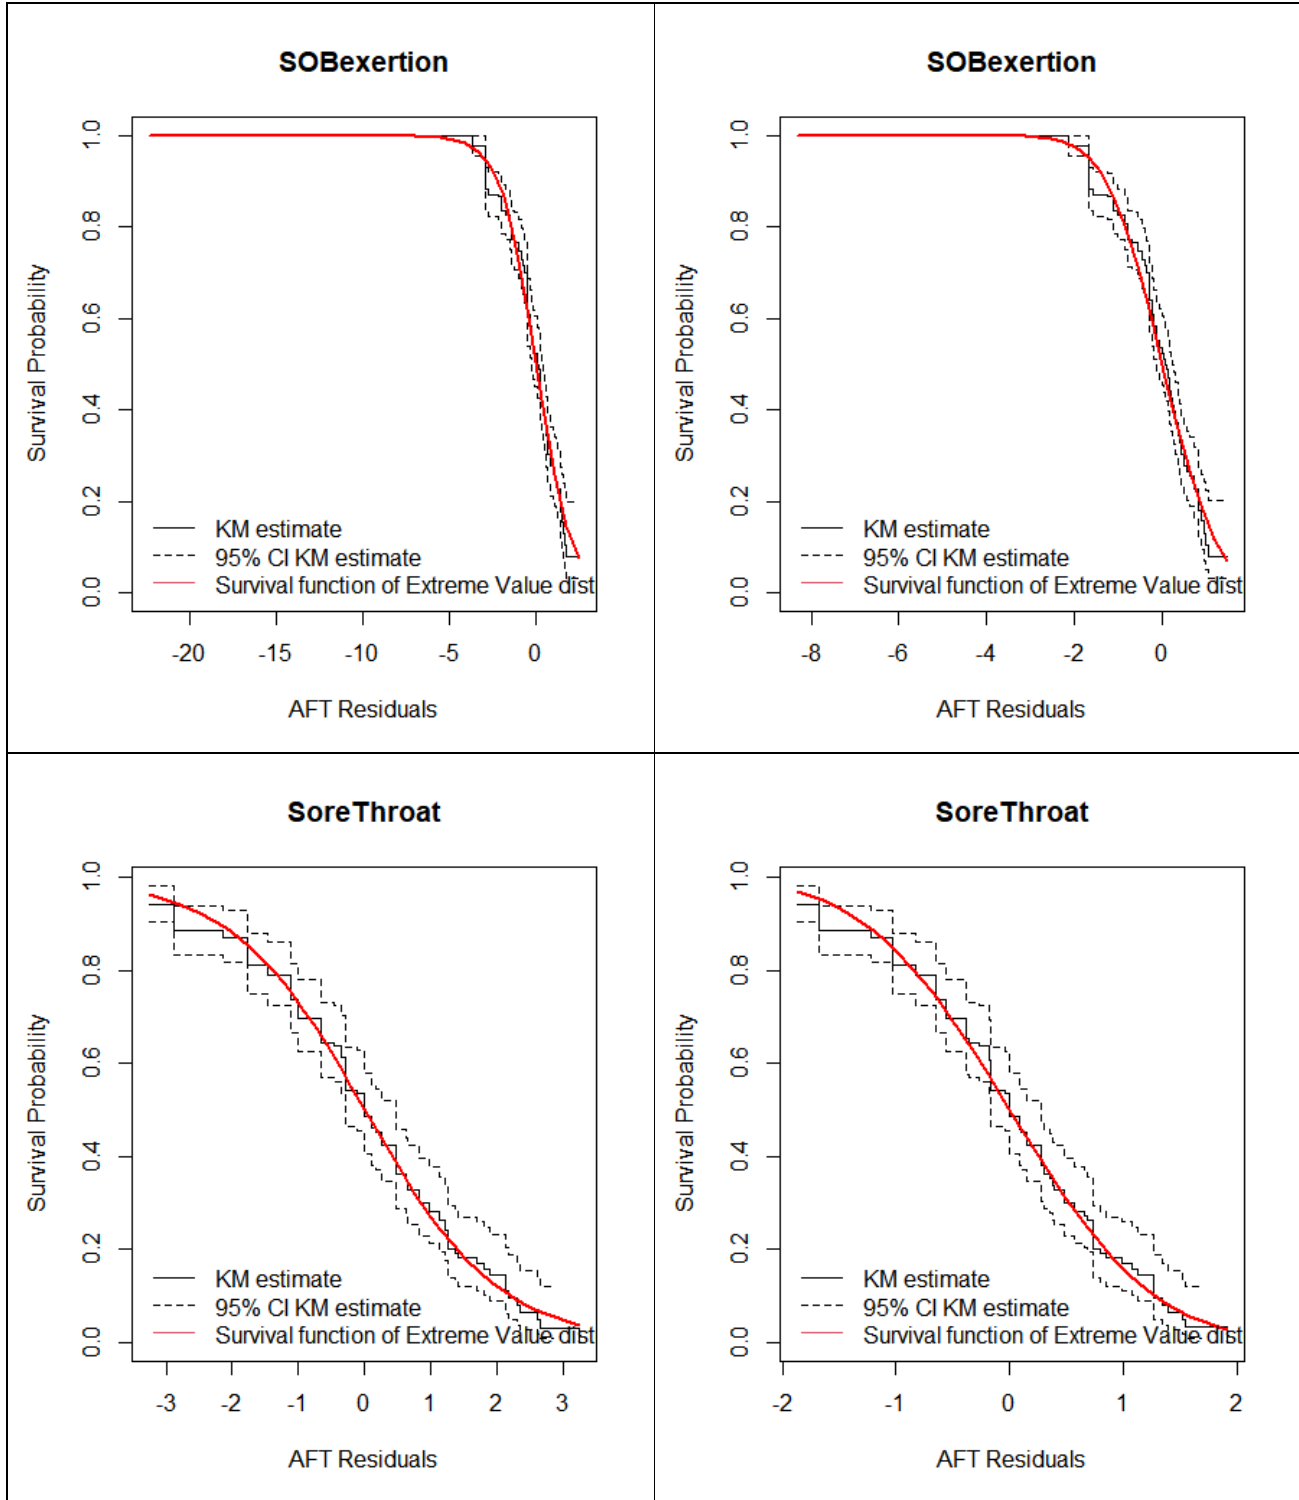 SOBexertion
Survival Probability
1.0
0.8
0.6
0.4
0.2
0.0
KM estimate
95% CI KM estimate
Survival function of Extreme Value dist
-20 -15 -10 -5 0
AFT Residuals
SOBexertion
Survival Probability
1.0
0.8
0.6
0.4
0.2
0.0
KM estimate
95% CI KM estimate
Survival function of Extreme Value dist
-8 -6 -4 -2 0
AFT Residuals
SoreThroat
Survival Probability
1.0
0.8
0.6
0.4
0.2
0.0
KM estimate
95% CI KM estimate
Survival function of Extreme Value dist
-3 -2 -1 0 1 2 3
AFT Residuals
SoreThroat
Survival Probability
1.0
0.8
0.6
0.4
0.2
0.0
KM estimate
95% CI KM estimate
Survival function of Extreme Value dist
-2 -1 0 1 2
AFT Residuals